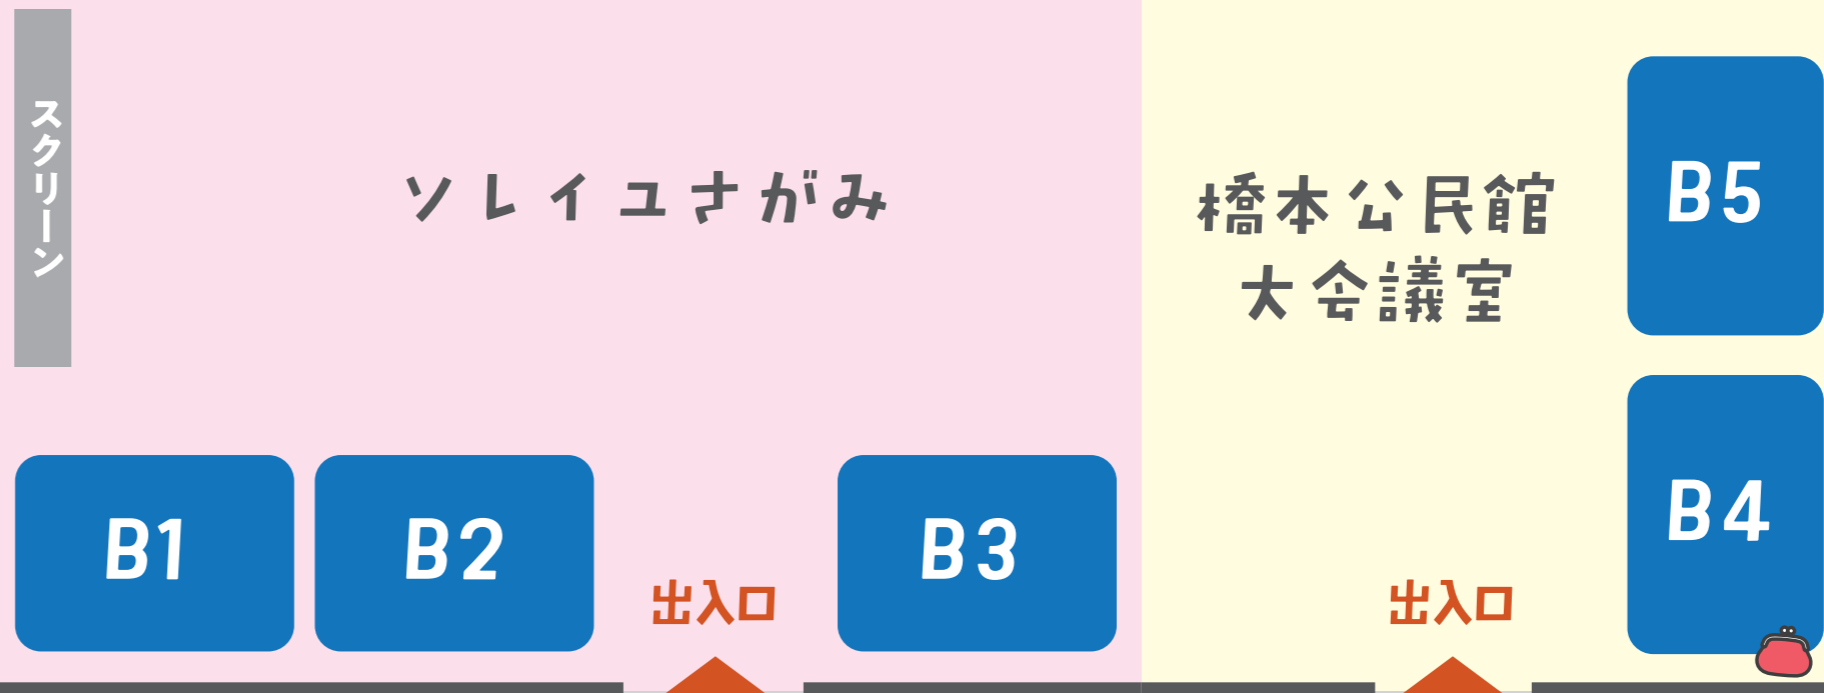 スクリーン
ソレイユさがみ
橋本公民館
大会議室
B5
B4
B1
B2
B3
出入口
出入口